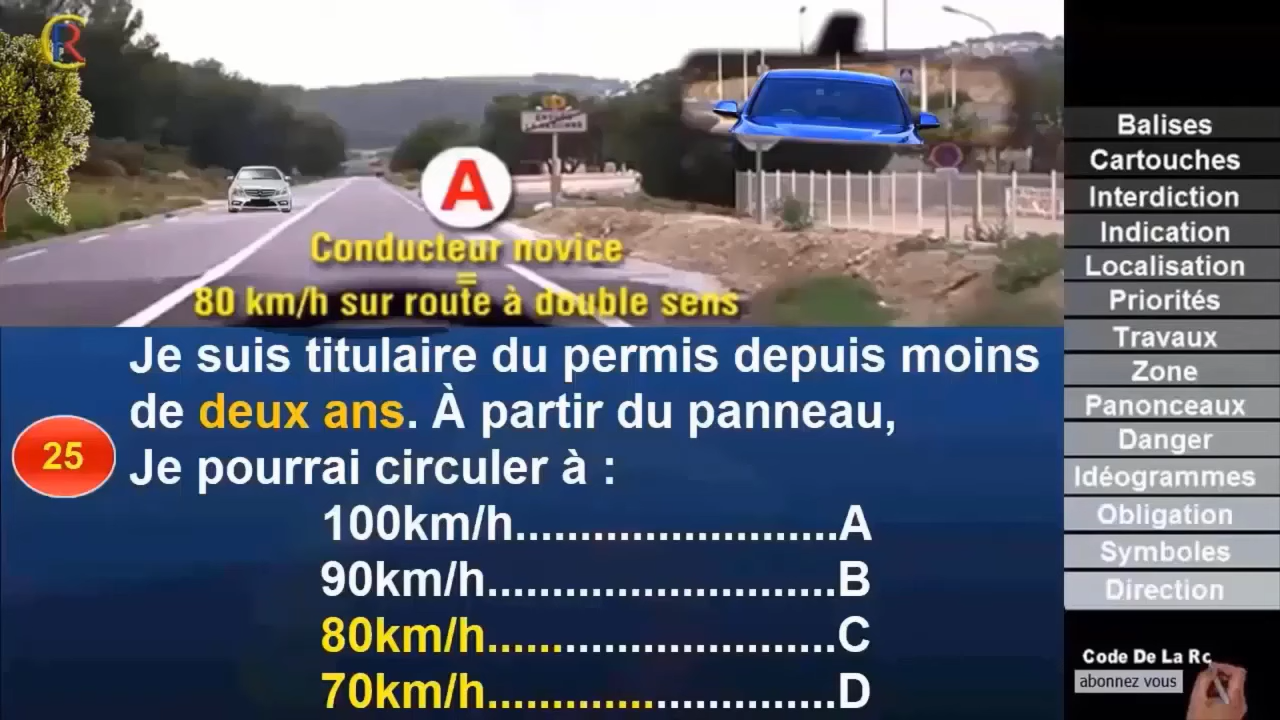 CR
A
Conducteur novice
=
80 km/h sur route à double sens
Je suis titulaire du permis depuis moins
de deux ans. À partir du panneau,
Je pourrai circuler à :
25
100km/h.........................A
90km/h...........................B
80km/h...........................C
70km/h...........................D
Balises
Cartouches
Interdiction
Indication
Localisation
Priorités
Travaux
Zone
Panonceaux
Danger
Idéogrammes
Obligation
Symboles
Direction
Code De La Ro
abonnez vous